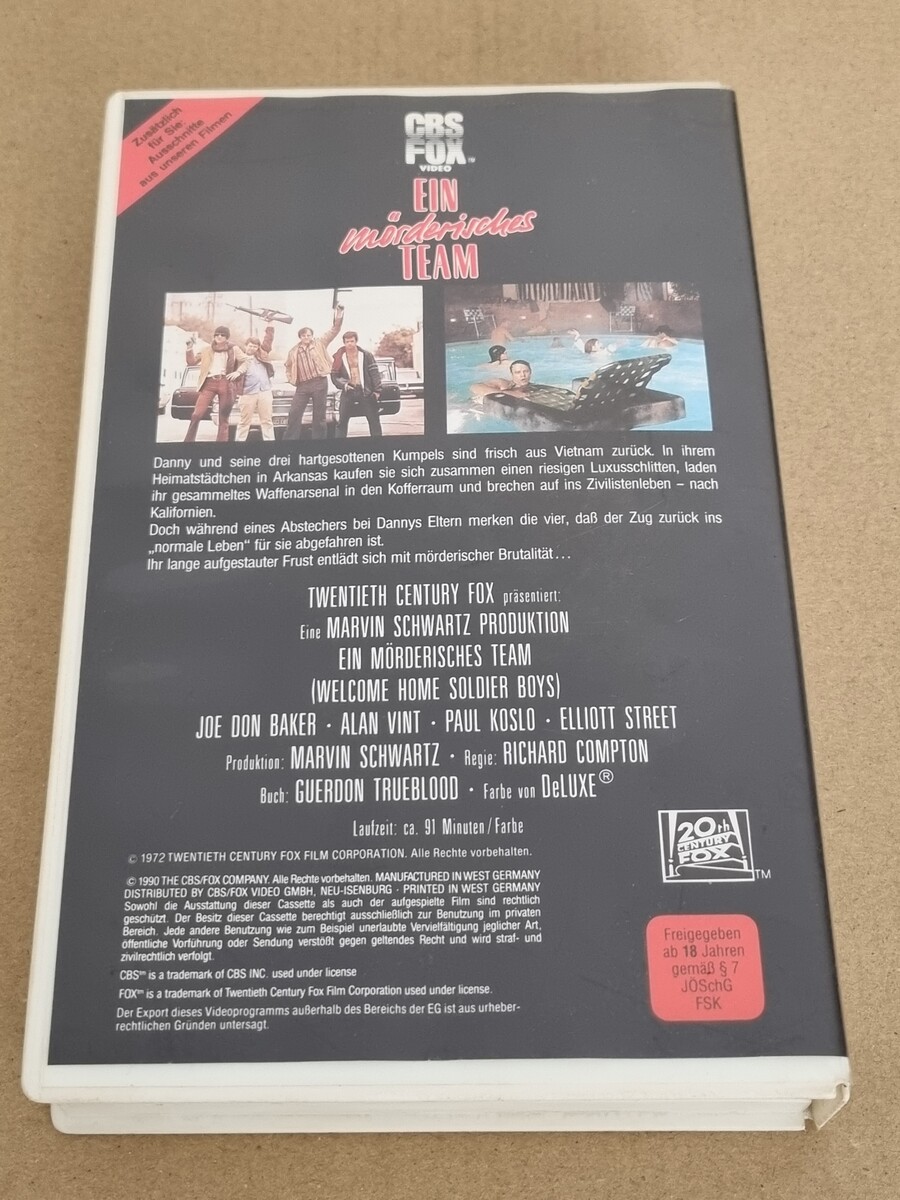 Zusätzlich
für Sie:
Ausschnitte
aus unseren Filmen
CBS
FOX™
VIDEO
EIN
mörderisches
TEAM
Danny und seine drei hartgesottenen Kumpels sind frisch aus Vietnam zurück. In ihrem
Heimatstädtchen in Arkansas kaufen sie sich zusammen einen riesigen Luxusschlitten, laden
ihr gesammeltes Waffenarsenal in den Kofferraum und brechen auf ins Zivilistenleben – nach
Kalifornien.
Doch während eines Abstechers bei Dannys Eltern merken die vier, daß der Zug zurück ins
„normale Leben" für sie abgefahren ist.
Ihr lange aufgestauter Frust entlädt sich mit mörderischer Brutalität...
TWENTIETH CENTURY FOX präsentiert:
Eine MARVIN SCHWARTZ PRODUKTION
EIN MÖRDERISCHES TEAM
(WELCOME HOME SOLDIER BOYS)
JOE DON BAKER · ALAN VINT · PAUL KOSLO · ELLIOTT STREET
Produktion: MARVIN SCHWARTZ · Regie: RICHARD COMPTON
Buch: GUERDON TRUEBLOOD · Farbe von DeLUXE®
Laufzeit: ca. 91 Minuten/Farbe
© 1972 TWENTIETH CENTURY FOX FILM CORPORATION. Alle Rechte vorbehalten.
© 1990 THE CBS/FOX COMPANY. Alle Rechte vorbehalten. MANUFACTURED IN WEST GERMANY
DISTRIBUTED BY CBS/FOX VIDEO GMBH, NEU-ISENBURG · PRINTED IN WEST GERMANY
Sowohl die Ausstattung dieser Cassette als auch der aufgespielte Film sind rechtlich
geschützt. Der Besitz dieser Cassette berechtigt ausschließlich zur Benutzung im privaten
Bereich. Jede andere Benutzung wie zum Beispiel unerlaubte Vervielfältigung jeglicher Art,
öffentliche Vorführung oder Sendung verstößt gegen geltendes Recht und wird straf- und
zivilrechtlich verfolgt.
CBS™ is a trademark of CBS INC. used under license
FOX™ is a trademark of Twentieth Century Fox Film Corporation used under license.
Der Export dieses Videoprogramms außerhalb des Bereichs der EG ist aus urheber-
rechtlichen Gründen untersagt.
20th
CENTURY
FOX
TM
Freigegeben
ab 18 Jahren
gemäß § 7
JÖSchG
FSK